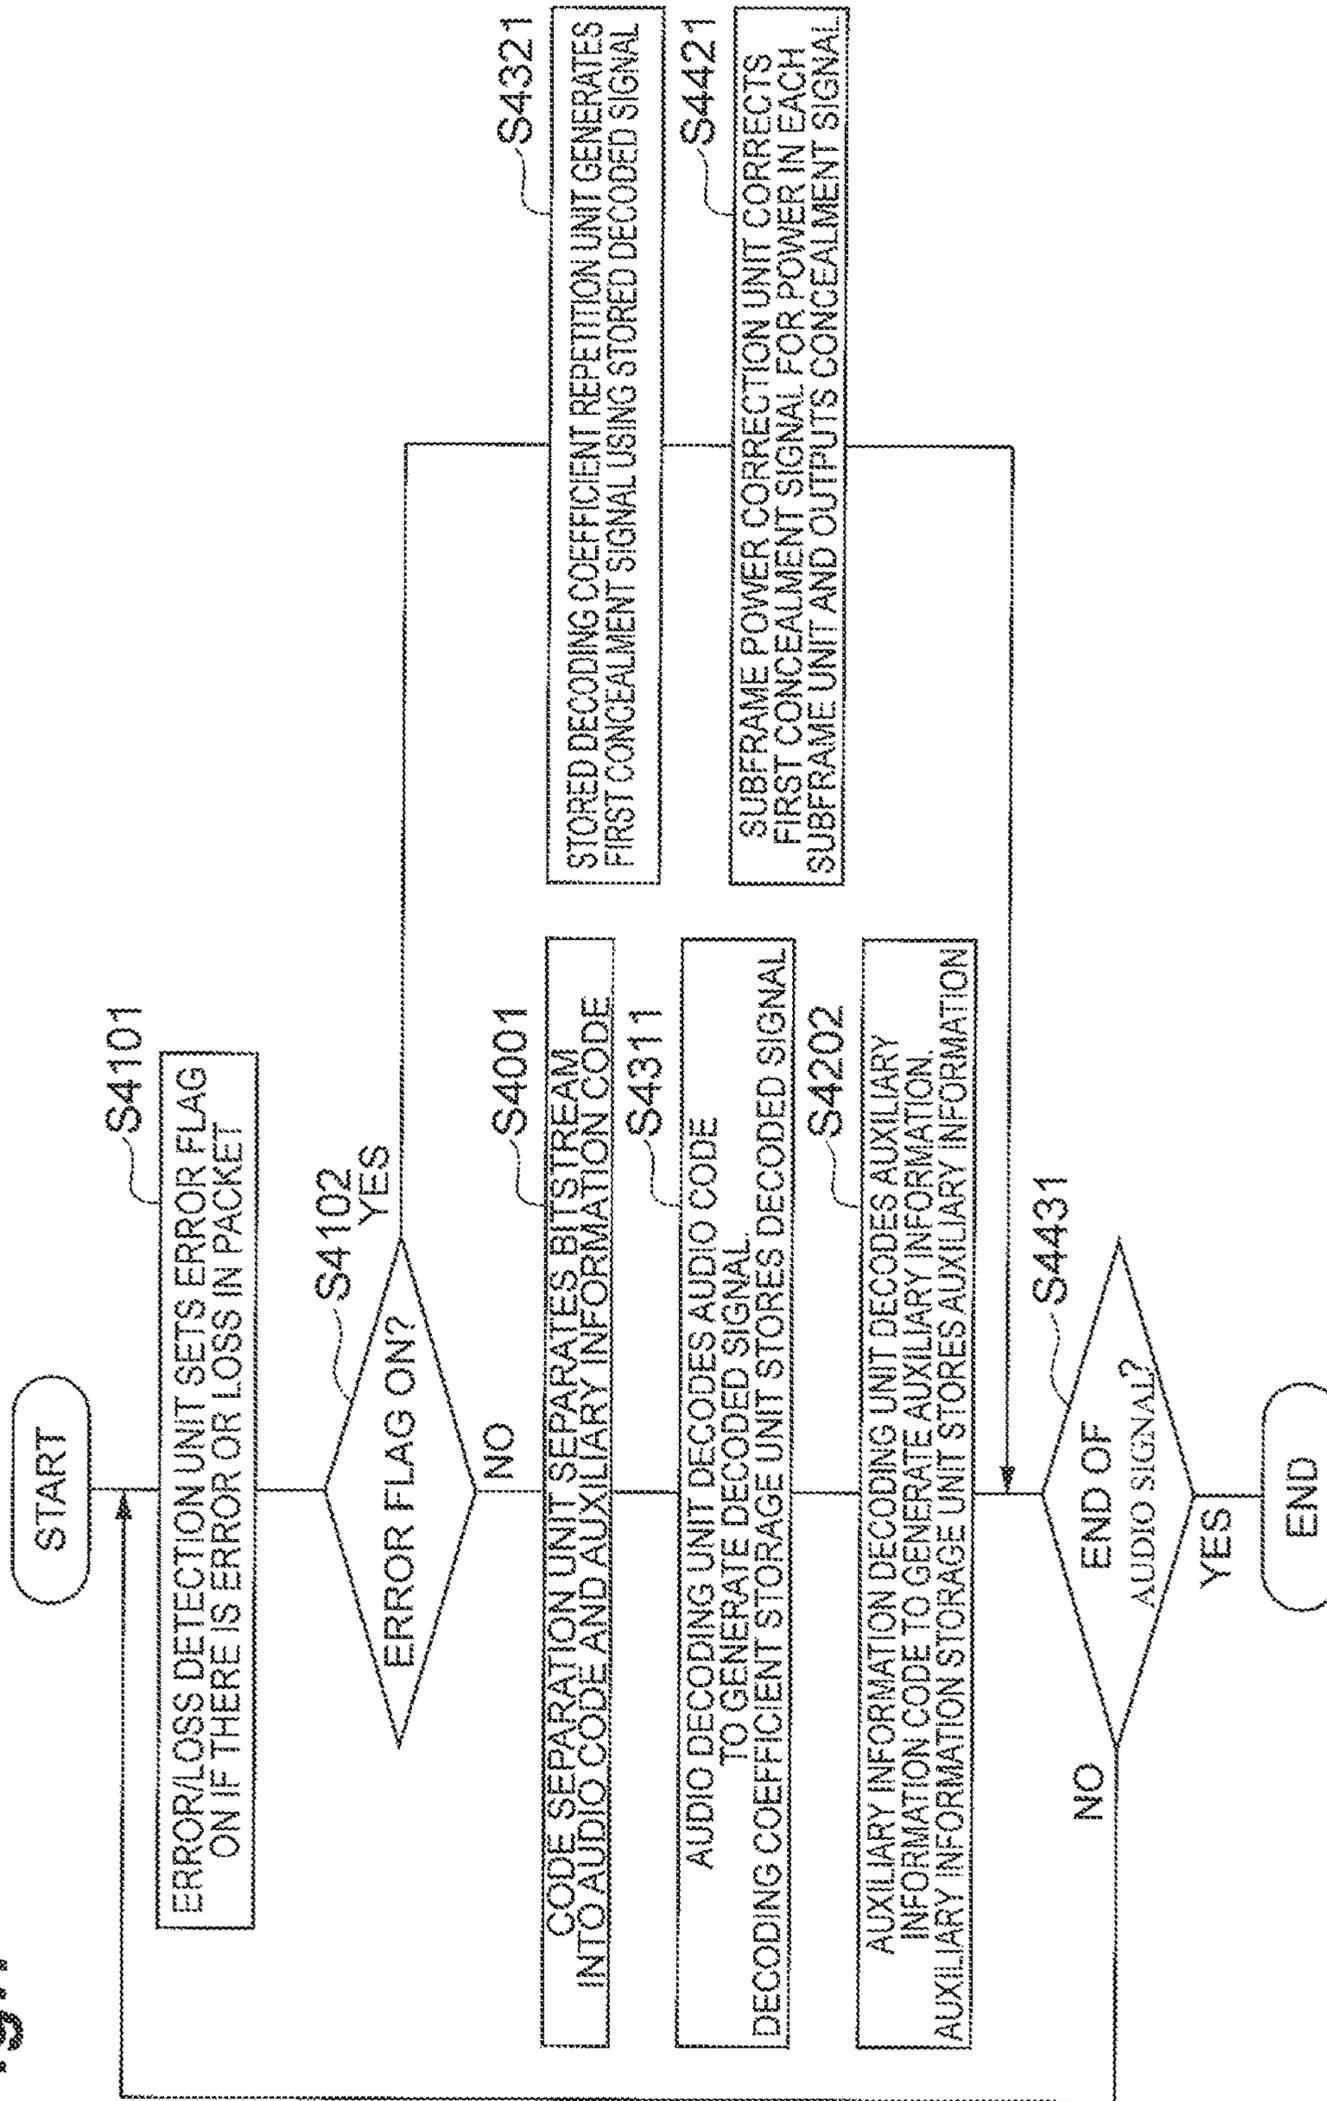 START
S4101
ERROR/LOSS DETECTION UNIT SETS ERROR FLAG
ON IF THERE IS ERROR OR LOSS IN PACKET
S4102
ERROR FLAG ON?
YES
NO
S4001
CODE SEPARATION UNIT SEPARATES BITSTREAM
INTO AUDIO CODE AND AUXILIARY INFORMATION CODE
S4311
AUDIO DECODING UNIT DECODES AUDIO CODE
TO GENERATE DECODED SIGNAL.
DECODING COEFFICIENT STORAGE UNIT STORES DECODED SIGNAL
S4202
AUXILIARY INFORMATION DECODING UNIT DECODES AUXILIARY
INFORMATION CODE TO GENERATE AUXILIARY INFORMATION.
AUXILIARY INFORMATION STORAGE UNIT STORES AUXILIARY INFORMATION
S4321
STORED DECODING COEFFICIENT REPETITION UNIT GENERATES
FIRST CONCEALMENT SIGNAL USING STORED DECODED SIGNAL
S4421
SUBFRAME POWER CORRECTION UNIT CORRECTS
FIRST CONCEALMENT SIGNAL FOR POWER IN EACH
SUBFRAME UNIT AND OUTPUTS CONCEALMENT SIGNAL
S4431
END OF
AUDIO SIGNAL?
NO
YES
END